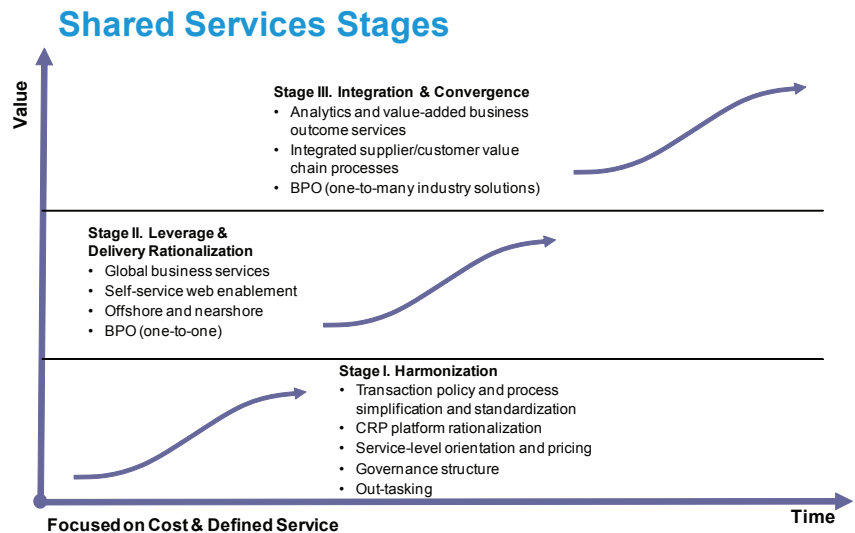 Shared Services Stages
Value
Stage III. Integration & Convergence
• Analytics and value-added business
outcome services
• Integrated supplier/customer value
chain processes
• BPO (one-to-many industry solutions)
Stage II. Leverage &
Delivery Rationalization
• Global business services
• Self-service web enablement
• Offshore and nearshore
• BPO (one-to-one)
Stage I. Harmonization
• Transaction policy and process
simplification and standardization
• CRP platform rationalization
• Service-level orientation and pricing
• Governance structure
• Out-tasking
Time
Focused on Cost & Defined Service